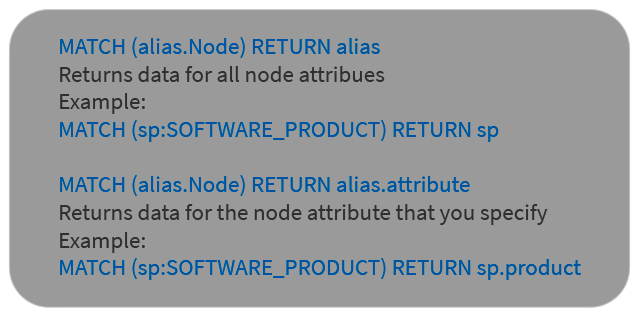 MATCH (alias.Node) RETURN alias
Returns data for all node attribues
Example:
MATCH (sp:SOFTWARE_PRODUCT) RETURN sp
MATCH (alias.Node) RETURN alias.attribute
Returns data for the node attribute that you specify
Example:
MATCH (sp:SOFTWARE_PRODUCT) RETURN sp.product